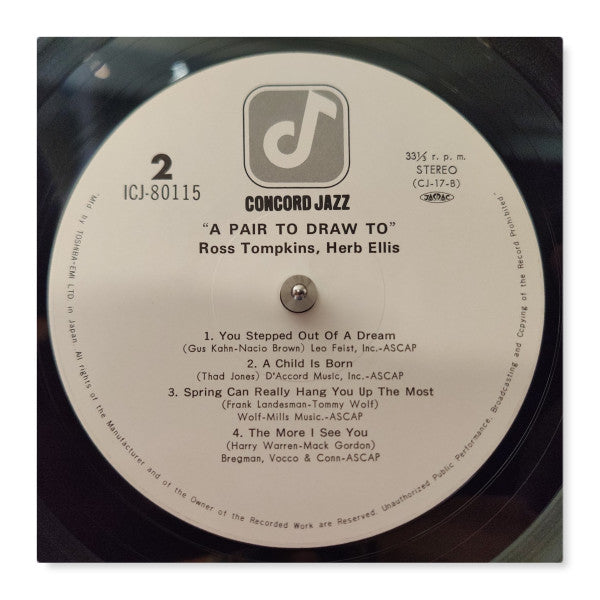 2
ICJ-80115
33⅓ r. p. m.
STEREO
(CJ-17-B)
JASRAC
CONCORD JAZZ
"A PAIR TO DRAW TO"
Ross Tompkins, Herb Ellis
1. You Stepped Out Of A Dream
(Gus Kahn-Nacio Brown) Leo Feist, Inc.-ASCAP
2. A Child Is Born
(Thad Jones) D'Accord Music, Inc.-ASCAP
3. Spring Can Really Hang You Up The Most
(Frank Landesman-Tommy Wolf)
Wolf-Mills Music.-ASCAP
4. The More I See You
(Harry Warren-Mack Gordon)
Bregman, Vocco & Conn-ASCAP
Mfd by TOSHIBA-EMI LTD in Japan. All rights of the Manufacturer and of the Owner of the Recorded Work are Reserved. Unauthorized Public Performance, Broadcasting and Copying of the Record Prohibited.